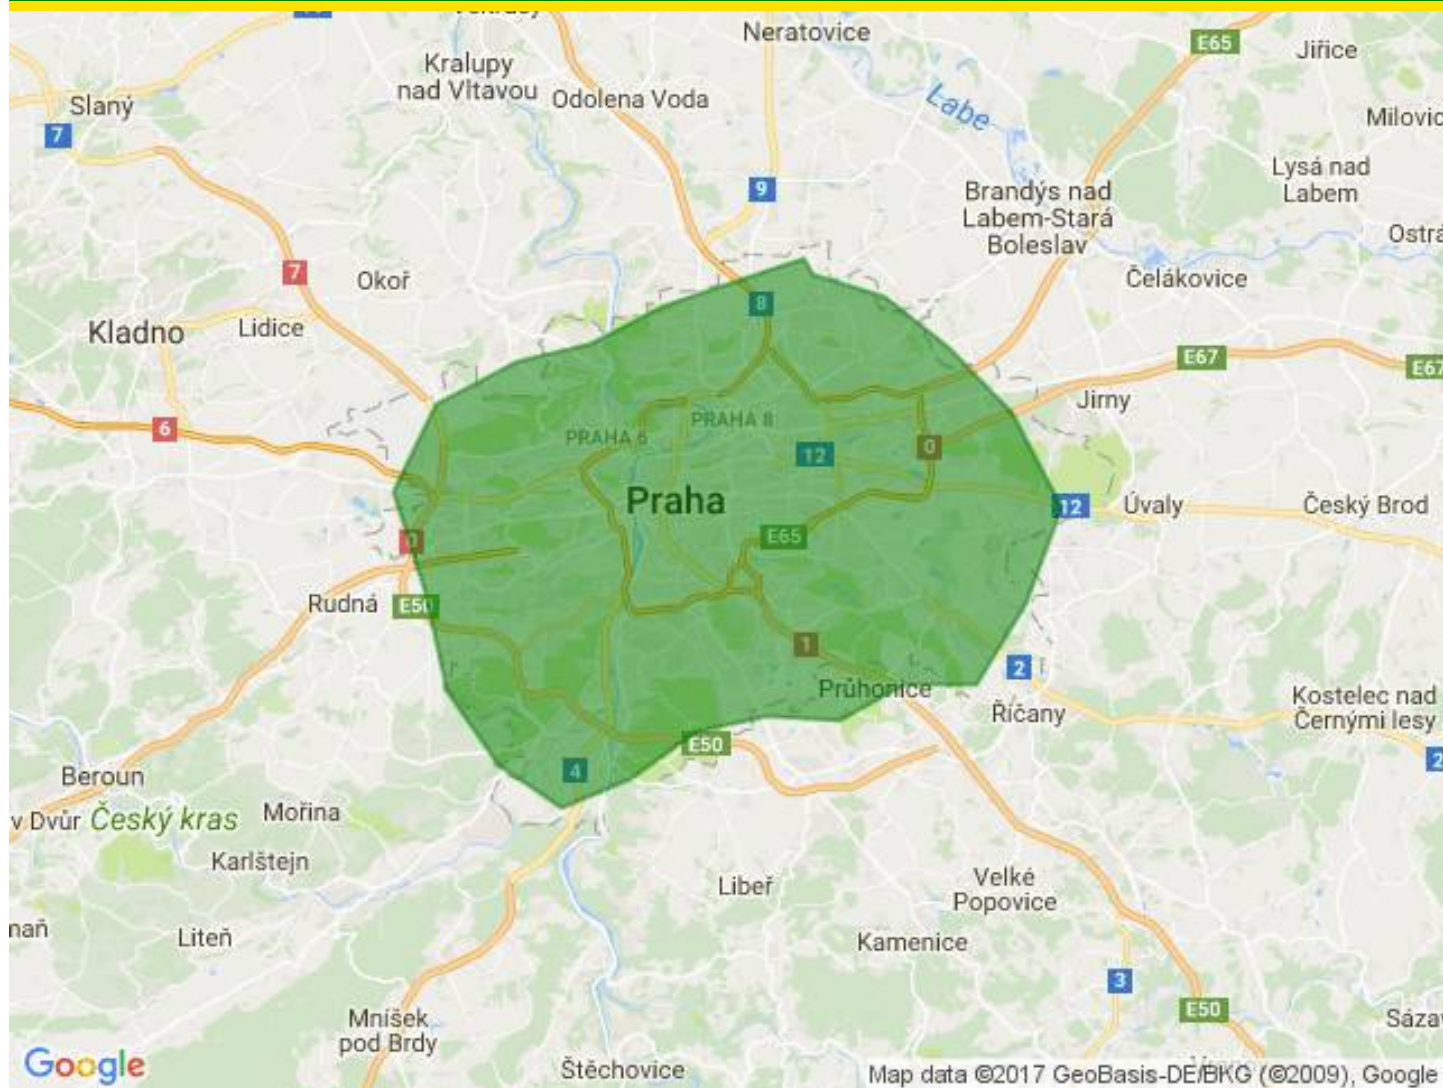 Neratovice
E65
Jiřice
Kralupy
nad Vltavou
Odolena Voda
Slaný
7
Labe
Milovic
Lysá nad
Labem
9
Brandýs nad
Labem-Stará
Boleslav
Ostrá
7
Okoř
Čelákovice
8
Kladno
Lidice
E67
E67
Jirny
6
PRAHA 8
PRAHA 6
0
12
Praha
12
Úvaly
Český Brod
0
E65
Rudná
E50
1
2
Průhonice
Říčany
Kostelec nad
Černými lesy
E50
2
Beroun
4
v Dvůr
Český kras
Mořina
Karlštejn
Libeř
Velké
Popovice
naň
Liteň
Kamenice
3
E50
Mníšek
pod Brdy
Sáza
Google
Štěchovice
Map data ©2017 GeoBasis-DE/BKG (©2009), Google